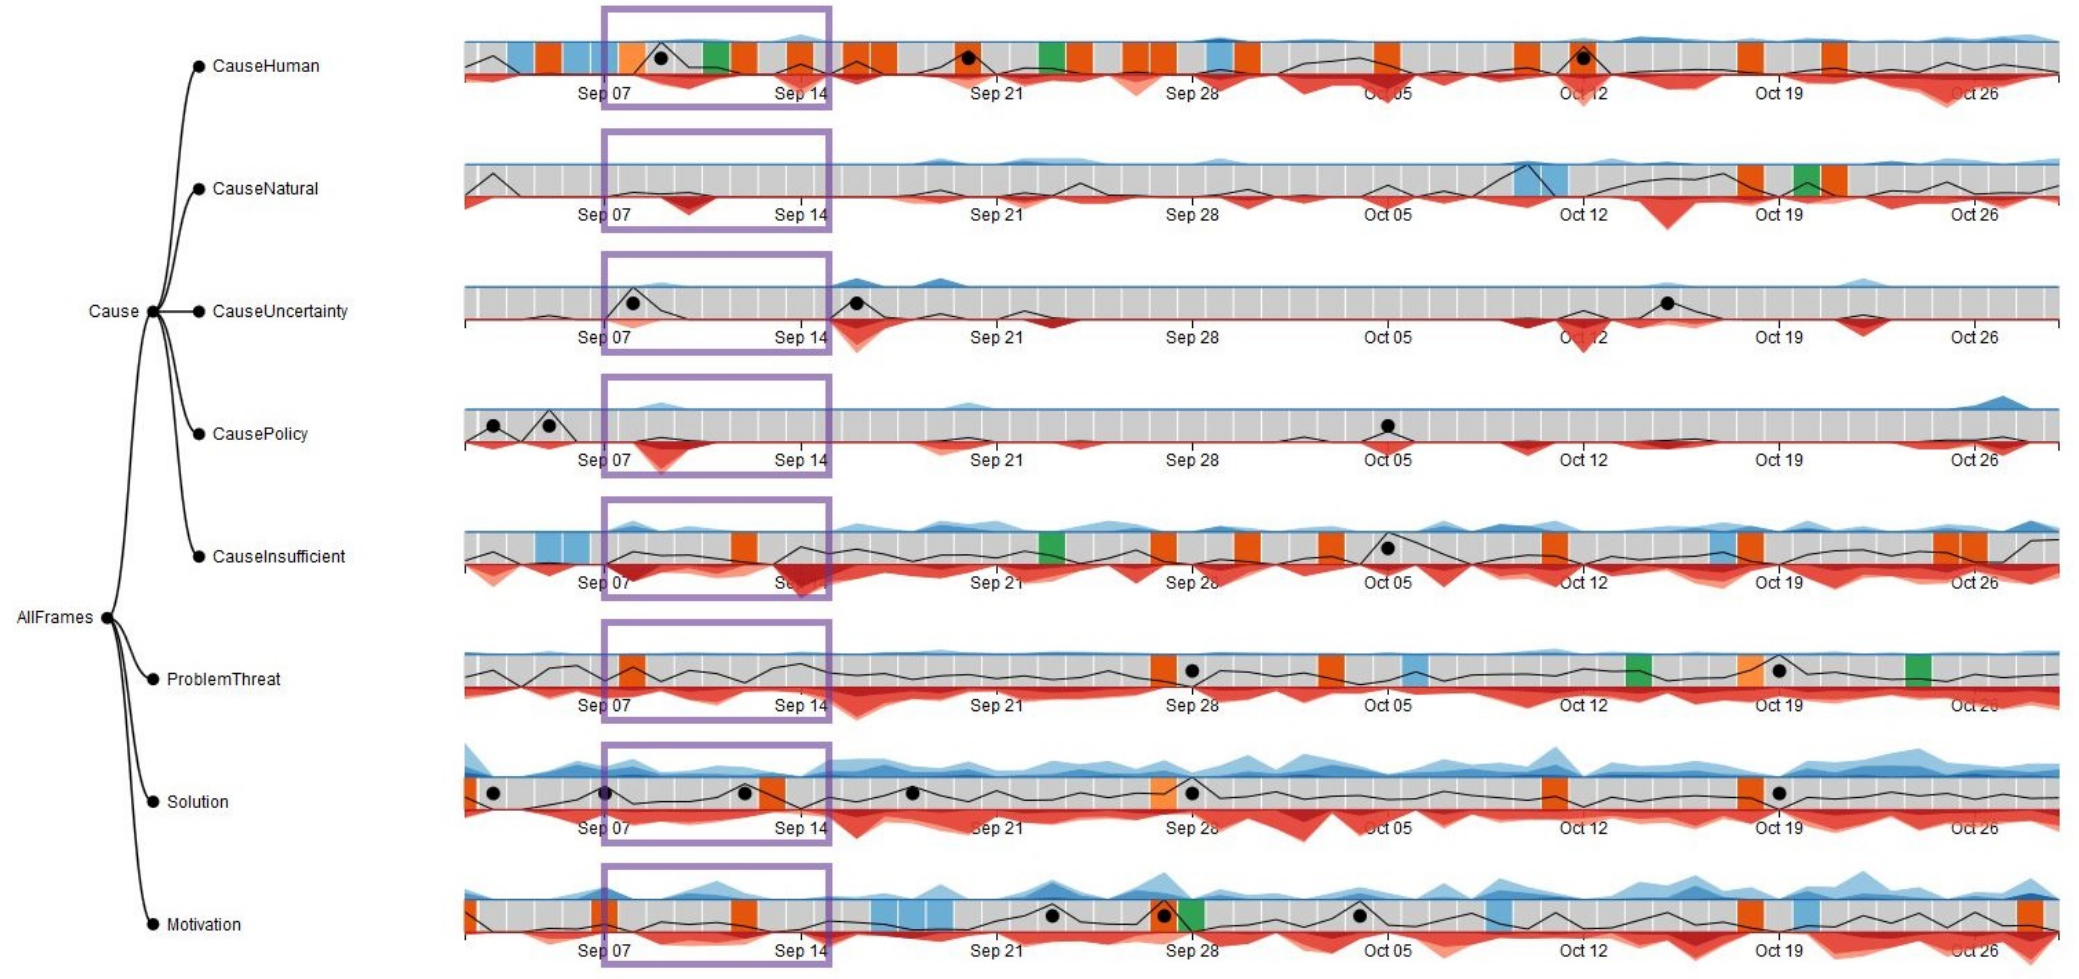 CauseHuman
Sep 07 Sep 14 Sep 21 Sep 28 Oct 05 Oct 12 Oct 19 Oct 26
CauseNatural
Sep 07 Sep 14 Sep 21 Sep 28 Oct 05 Oct 12 Oct 19 Oct 26
Cause CauseUncertainty
Sep 07 Sep 14 Sep 21 Sep 28 Oct 05 Oct 12 Oct 19 Oct 26
CausePolicy
Sep 07 Sep 14 Sep 21 Sep 28 Oct 05 Oct 12 Oct 19 Oct 26
CauseInsufficient
Sep 07 Sep 14 Sep 21 Sep 28 Oct 05 Oct 12 Oct 19 Oct 26
AllFrames
ProblemThreat
Sep 07 Sep 14 Sep 21 Sep 28 Oct 05 Oct 12 Oct 19 Oct 26
Solution
Sep 07 Sep 14 Sep 21 Sep 28 Oct 05 Oct 12 Oct 19 Oct 26
Motivation
Sep 07 Sep 14 Sep 21 Sep 28 Oct 05 Oct 12 Oct 19 Oct 26